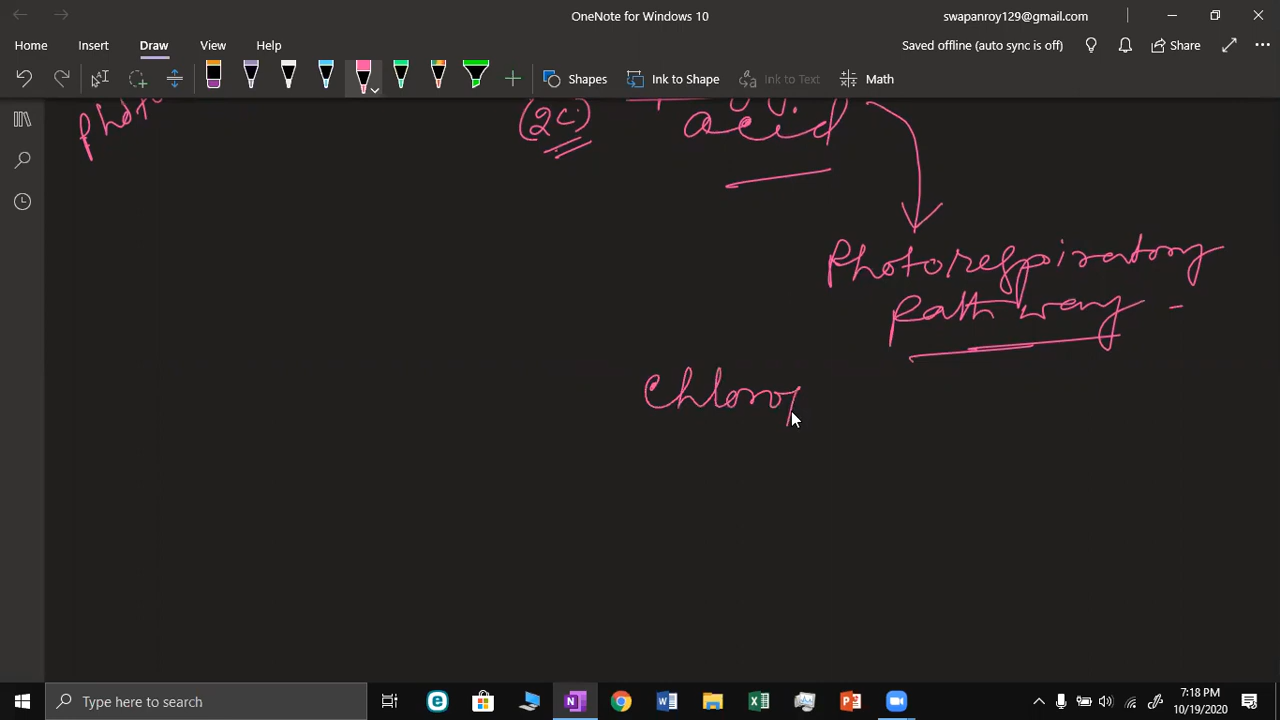 OneNote for Windows 10
swapanroy129@gmail.com
Home Insert Draw View Help
Saved offline (auto sync is off)
Share
Shapes
Ink to Shape
Ink to Text
Math
Phot
(2C)
acid
Photorespiratory
Pathway -
Chlorop
Type here to search
7:18 PM
10/19/2020